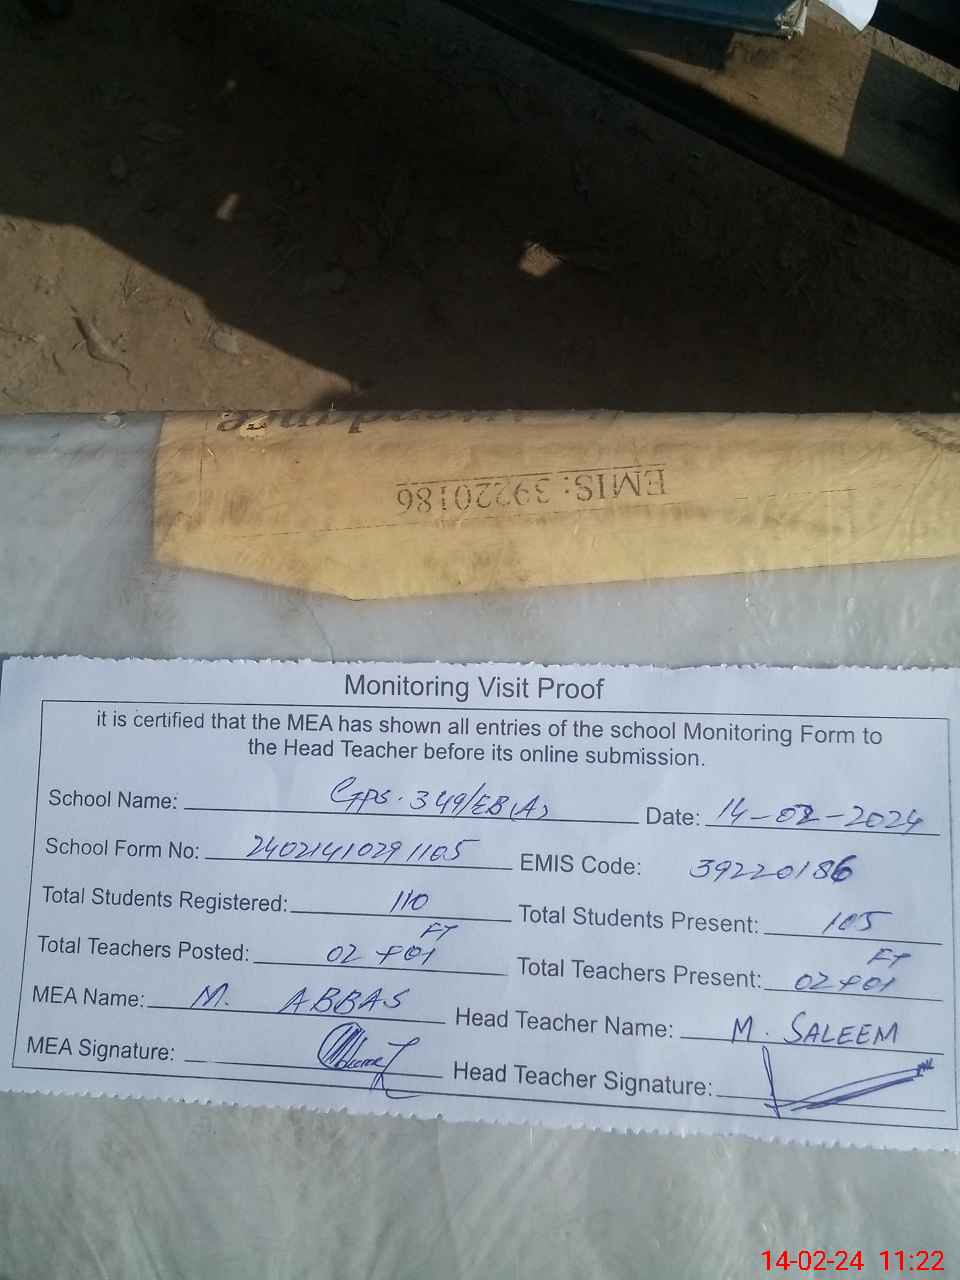 EMIS: 39220186
Monitoring Visit Proof
it is certified that the MEA has shown all entries of the school Monitoring Form to
the Head Teacher before its online submission.
School Name: GPS. 349/EB(A) Date: 14-02-2024
School Form No: 24021410291105 EMIS Code: 39220186
Total Students Registered: 110 Total Students Present: 105
Total Teachers Posted: 02 +01 FT Total Teachers Present: 02 +01 FT
MEA Name: M. ABBAS Head Teacher Name: M. SALEEM
MEA Signature: Head Teacher Signature:
14-02-24 11:22